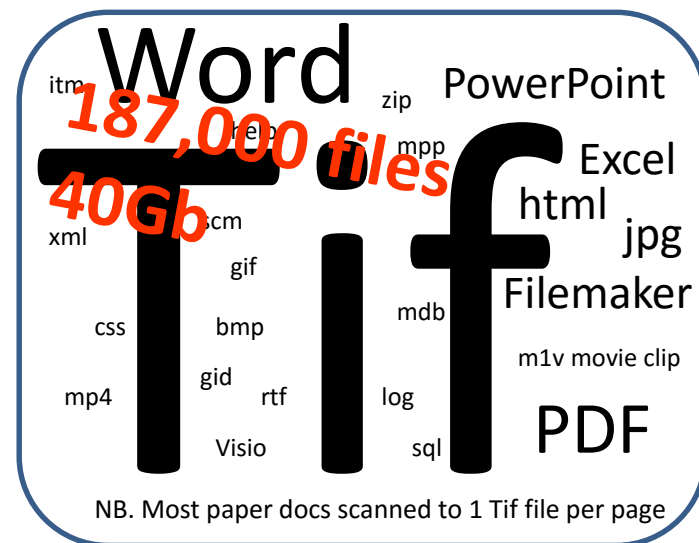 Word
itm
zip
PowerPoint
187,000 files
help
mpp
Excel
Tif
40Gb
scm
html
xml
jpg
gif
Filemaker
mdb
css
bmp
m1v movie clip
gid
mp4
rtf
log
PDF
Visio
sql
NB. Most paper docs scanned to 1 Tif file per page